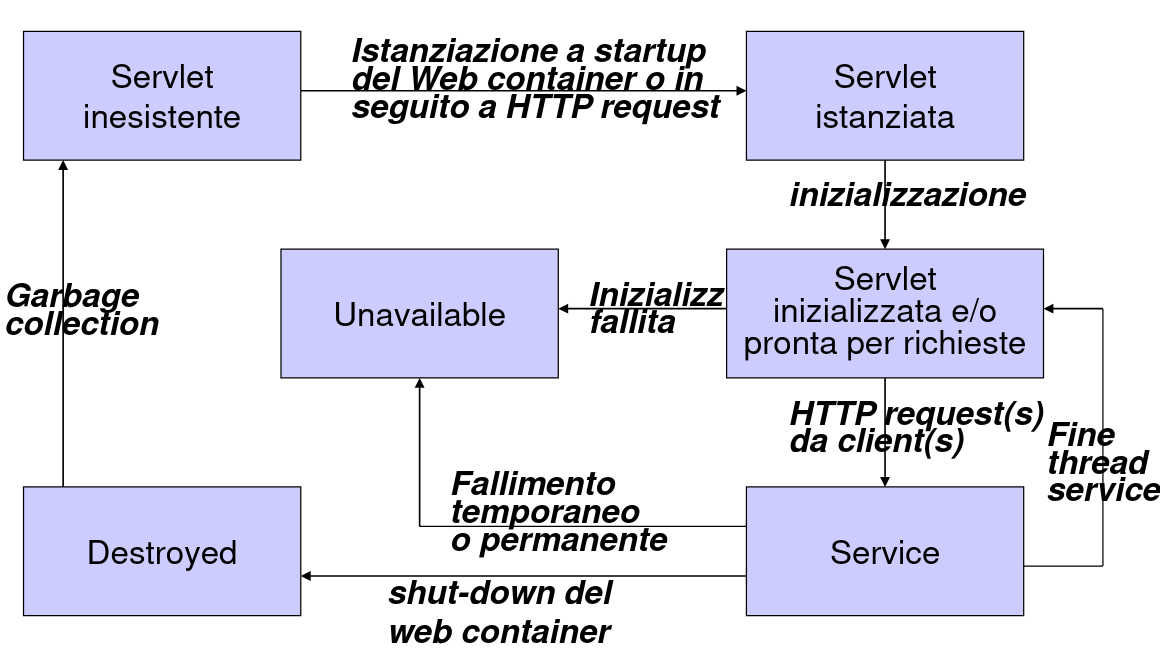 Servlet
inesistente
Istanziazione a startup
del Web container o in
seguito a HTTP request
Servlet
istanziata
inizializzazione
Garbage
collection
Unavailable
Inizializz
fallita
Servlet
inizializzata e/o
pronta per richieste
HTTP request(s)
da client(s)
Fine
thread
service
Fallimento
temporaneo
o permanente
Destroyed
Service
shut-down del
web container